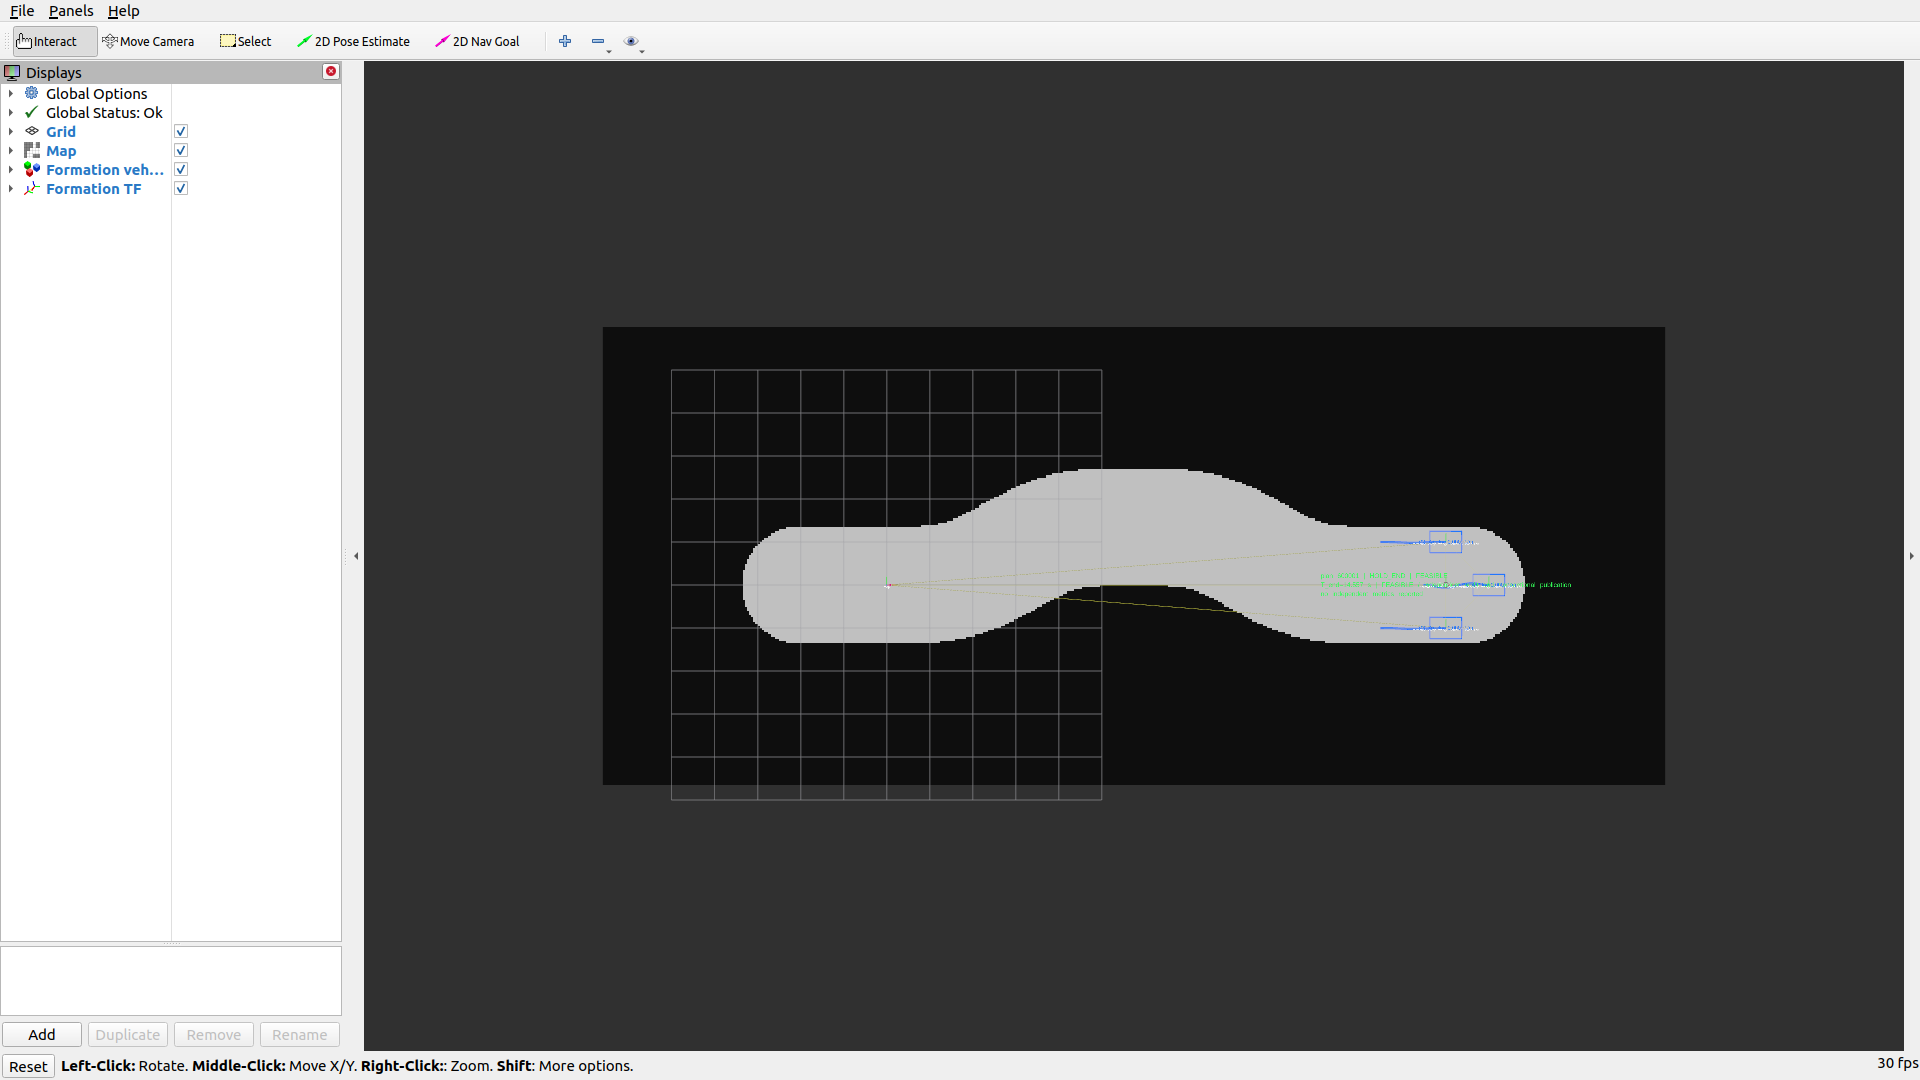 File Panels Help
Interact Move Camera Select 2D Pose Estimate 2D Nav Goal
Displays
Global Options
Global Status: Ok
Grid
Map
Formation veh...
Formation TF
publication
Add Duplicate Remove Rename
Reset Left-Click: Rotate. Middle-Click: Move X/Y. Right-Click:: Zoom. Shift: More options.
30 fps